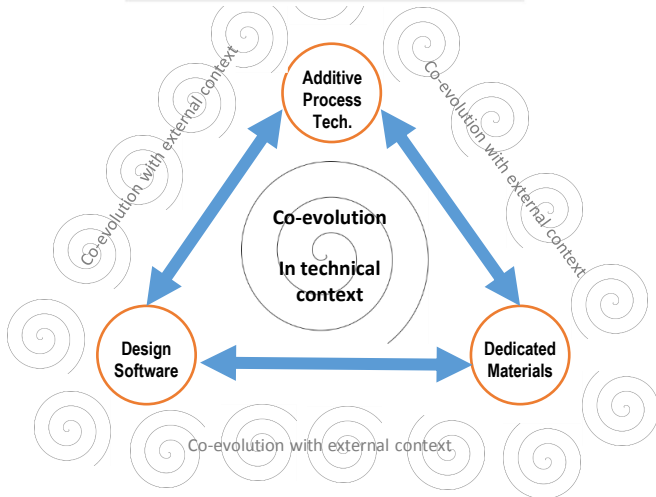 Additive
Process
Tech.
Co-evolution with external context
Co-evolution with external context
Co-evolution
In technical
context
Design
Software
Dedicated
Materials
Co-evolution with external context